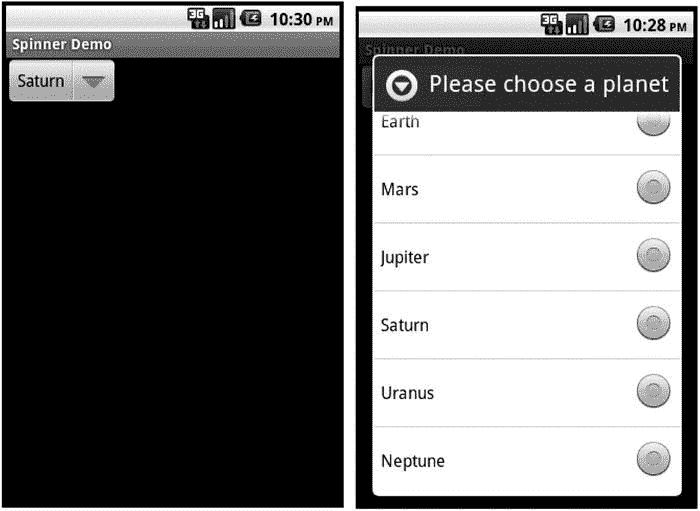 3G 10:30 PM
Spinner Demo
Saturn
3G 10:28 PM
Spinner Demo
Please choose a planet
Earth
Mars
Jupiter
Saturn
Uranus
Neptune